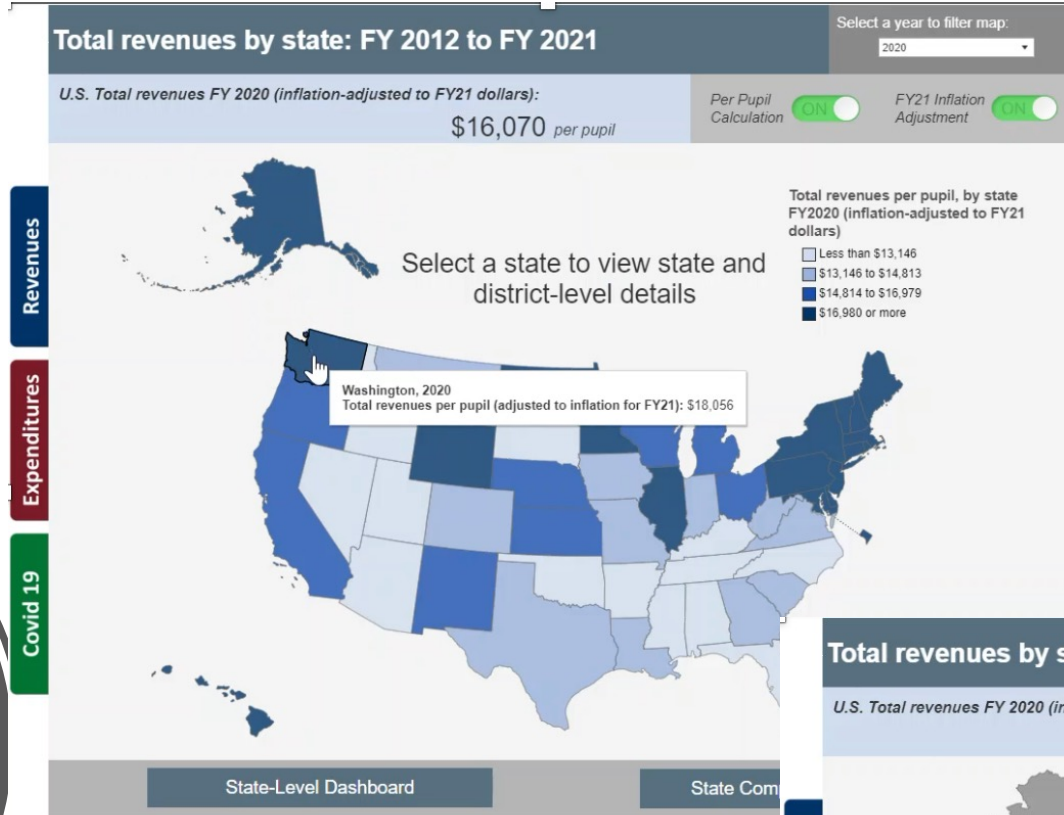 Total revenues by state: FY 2012 to FY 2021
Select a year to filter map:
2020
U.S. Total revenues FY 2020 (inflation-adjusted to FY21 dollars):
$16,070 per pupil
Per Pupil
Calculation
ON
FY21 Inflation
Adjustment
ON
Revenues
Expenditures
Covid 19
Select a state to view state and
district-level details
Total revenues per pupil, by state
FY2020 (inflation-adjusted to FY21
dollars)
Less than $13,146
$13,146 to $14,813
$14,814 to $16,979
$16,980 or more
Washington, 2020
Total revenues per pupil (adjusted to inflation for FY21): $18,056
State-Level Dashboard
State Com
Total revenues by s
U.S. Total revenues FY 2020 (in